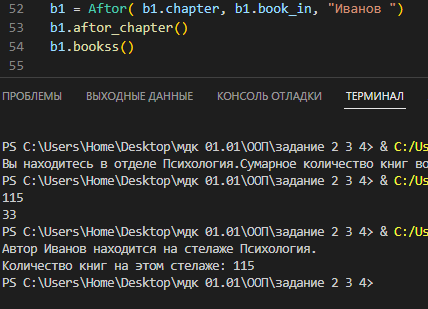 52 b1 = Aftor( b1.chapter, b1.book_in, "Иванов ")
53 b1.aftor_chapter()
54 b1.bookss()
55
ПРОБЛЕМЫ ВЫХОДНЫЕ ДАННЫЕ КОНСОЛЬ ОТЛАДКИ ТЕРМИНАЛ
PS C:\Users\Home\Desktop\мдк 01.01\ООП\задание 2 3 4> & C:/Us
Вы находитесь в отделе Психология.Сумарное количество книг во
PS C:\Users\Home\Desktop\мдк 01.01\ООП\задание 2 3 4> & C:/Us
115
33
PS C:\Users\Home\Desktop\мдк 01.01\ООП\задание 2 3 4> & C:/Us
Автор Иванов находится на стелаже Психология.
Количество книг на этом стелаже: 115
PS C:\Users\Home\Desktop\мдк 01.01\ООП\задание 2 3 4>